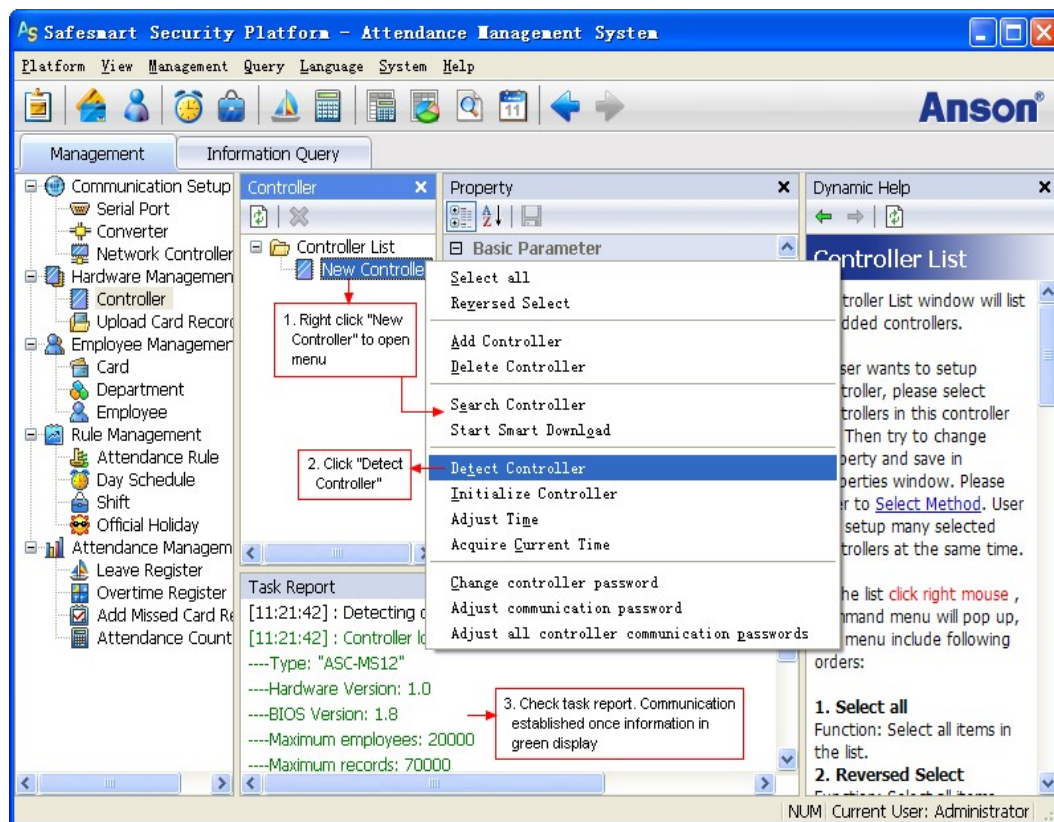 AS Safesmart Security Platform - Attendance Management System
Platform View Management Query Language System Help
11
Anson®
Management Information Query
Communication Setup
Serial Port
Converter
Network Controller
Hardware Managemen
Controller
Upload Card Recor
Employee Managemen
Card
Department
Employee
Rule Management
Attendance Rule
Day Schedule
Shift
Official Holiday
Attendance Managem
Leave Register
Overtime Register
Add Missed Card Re
Attendance Count
Controller
Controller List
New Controlle
1. Right click "New
Controller" to open
menu
2. Click "Detect
Controller"
Property
Basic Parameter
Select all
Reversed Select
Add Controller
Delete Controller
Search Controller
Start Smart Download
Detect Controller
Initialize Controller
Adjust Time
Acquire Current Time
Change controller password
Adjust communication password
Adjust all controller communication passwords
Task Report
[11:21:42] : Detecting
[11:21:42] : Controller
----Type: "ASC-MS12"
----Hardware Version: 1.0
----BIOS Version: 1.8
----Maximum employees: 20000
----Maximum records: 70000
3. Check task report. Communication
established once information in
green display
Dynamic Help
Controller List
troller List window will list
dded controllers.
ser wants to setup
troller, please select
trollers in this controller
Then try to change
perty and save in
perties window. Please
r to Select Method. User
setup many selected
trollers at the same time.
he list click right mouse ,
mmand menu will pop up,
menu include following
orders:
1. Select all
Function: Select all items in
the list.
2. Reversed Select
NUM Current User: Administrator